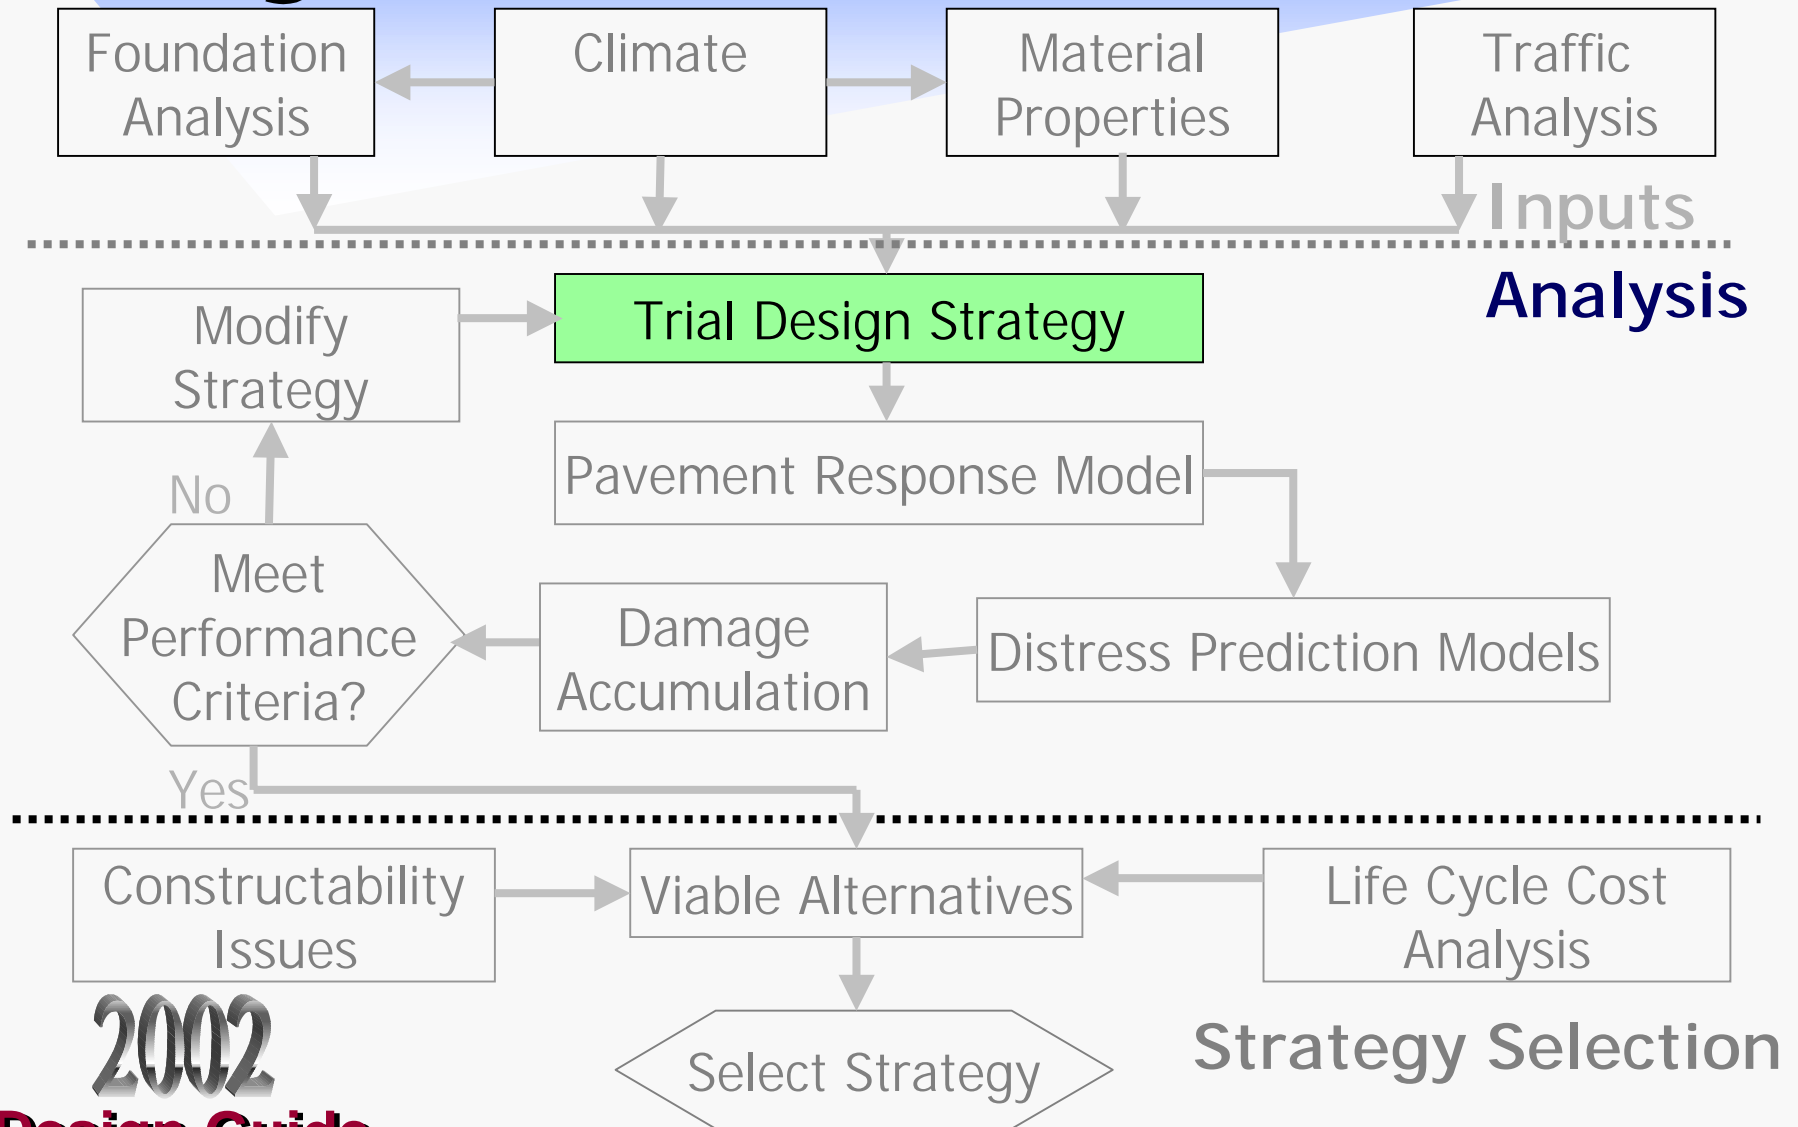 Foundation
Analysis
Climate
Material
Properties
Traffic
Analysis
Inputs
Analysis
Modify
Strategy
Trial Design Strategy
Pavement Response Model
No
Meet
Performance
Criteria?
Damage
Accumulation
Distress Prediction Models
Yes
Constructability
Issues
Viable Alternatives
Life Cycle Cost
Analysis
2002
Design Guide
Select Strategy
Strategy Selection